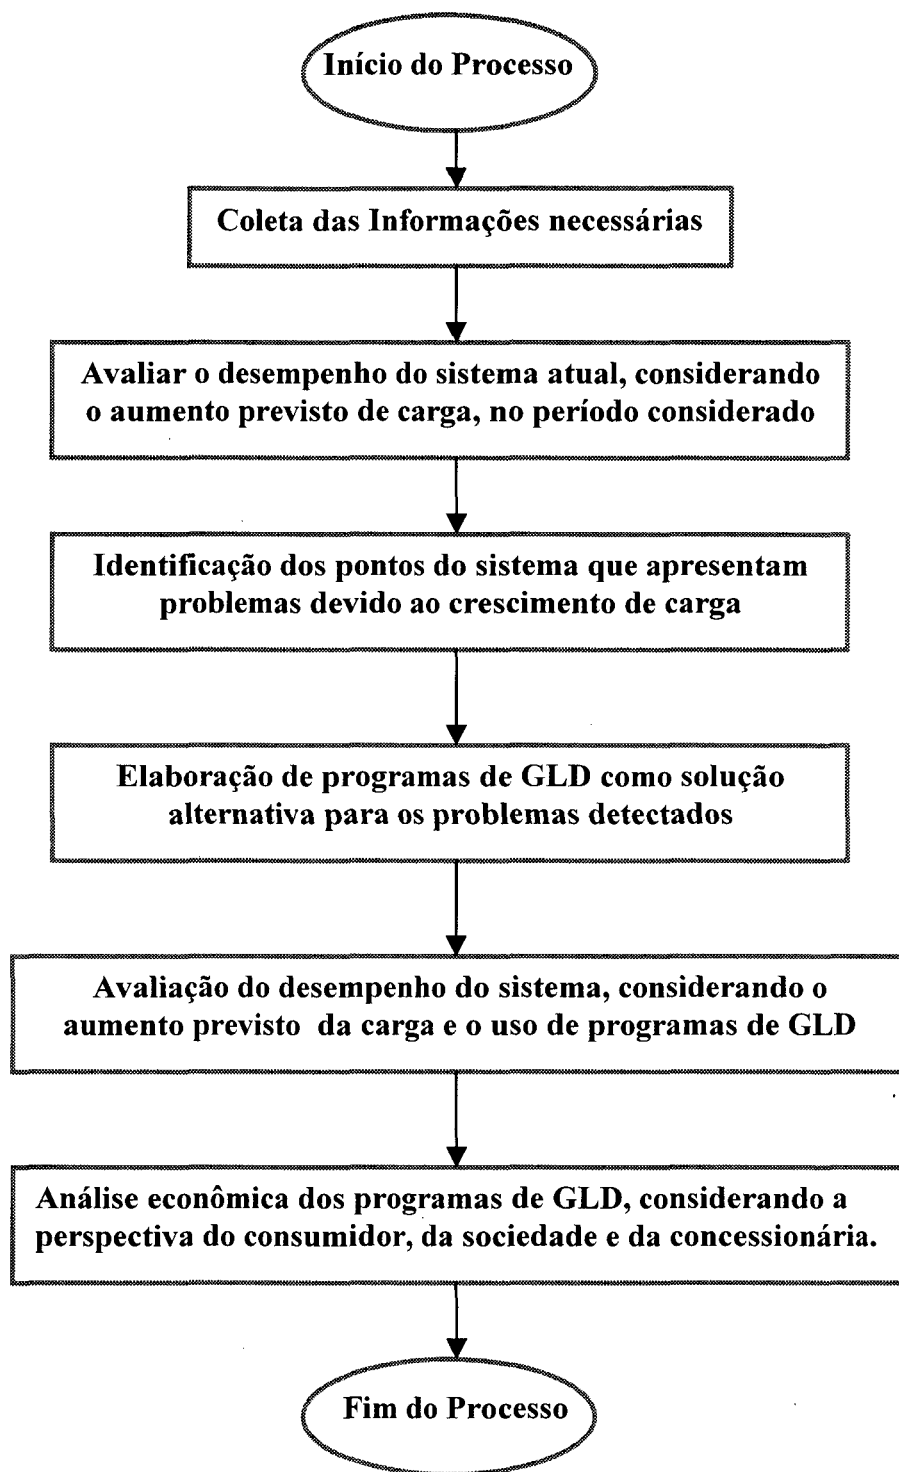 Início do Processo
Coleta das Informações necessárias
Avaliar o desempenho do sistema atual, considerando
o aumento previsto de carga, no período considerado
Identificação dos pontos do sistema que apresentam
problemas devido ao crescimento de carga
Elaboração de programas de GLD como solução
alternativa para os problemas detectados
Avaliação do desempenho do sistema, considerando o
aumento previsto da carga e o uso de programas de GLD
Análise econômica dos programas de GLD, considerando a
perspectiva do consumidor, da sociedade e da concessionária.
Fim do Processo